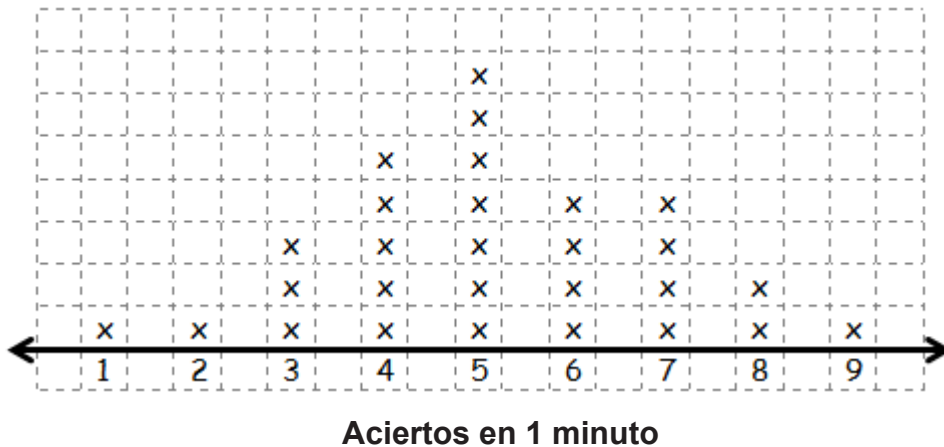 x
x
x x
x x x x
x x x x x
x x x x x x
x x x x x x x x x
1 2 3 4 5 6 7 8 9
Aciertos en 1 minuto